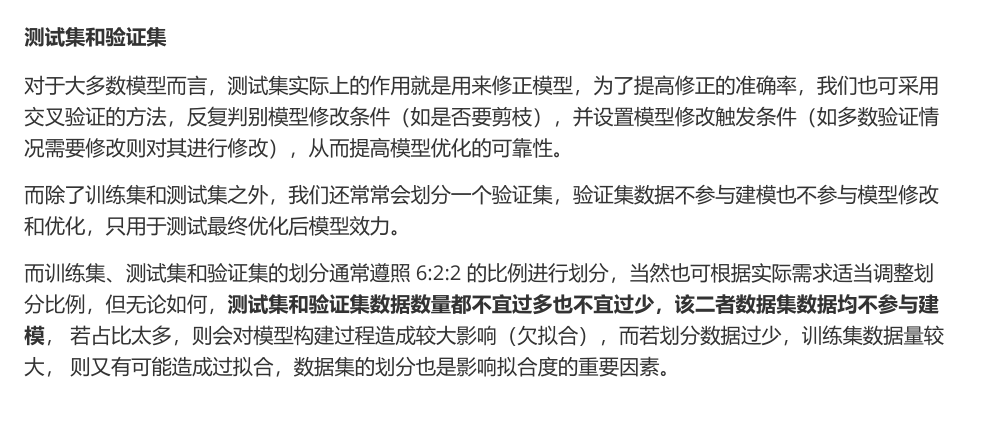 测试集和验证集
对于大多数模型而言，测试集实际上的作用就是用来修正模型，为了提高修正的准确率，我们也可采用
交叉验证的方法，反复判别模型修改条件（如是否要剪枝），并设置模型修改触发条件（如多数验证情
况需要修改则对其进行修改），从而提高模型优化的可靠性。
而除了训练集和测试集之外，我们还常常会划分一个验证集，验证集数据不参与建模也不参与模型修改
和优化，只用于测试最终优化后模型效力。
而训练集、测试集和验证集的划分通常遵照 6:2:2 的比例进行划分，当然也可根据实际需求适当调整划
分比例，但无论如何，测试集和验证集数据数量都不宜过多也不宜过少，该二者数据集数据均不参与建
模， 若占比太多，则会对模型构建过程造成较大影响（欠拟合），而若划分数据过少，训练集数据量较
大， 则又有可能造成过拟合，数据集的划分也是影响拟合度的重要因素。